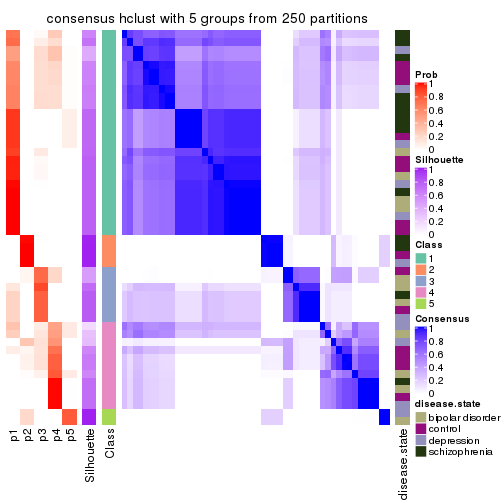 consensus hclust with 5 groups from 250 partitions
Prob
1
0.8
0.6
0.4
0.2
0
Silhouette
1
0.8
0.6
0.4
0.2
0
Class
1
2
3
4
5
Consensus
1
0.8
0.6
0.4
0.2
0
disease.state
bipolar disorder
control
depression
schizophrenia
p1
p2
p3
p4
p5
Silhouette
Class
disease.state